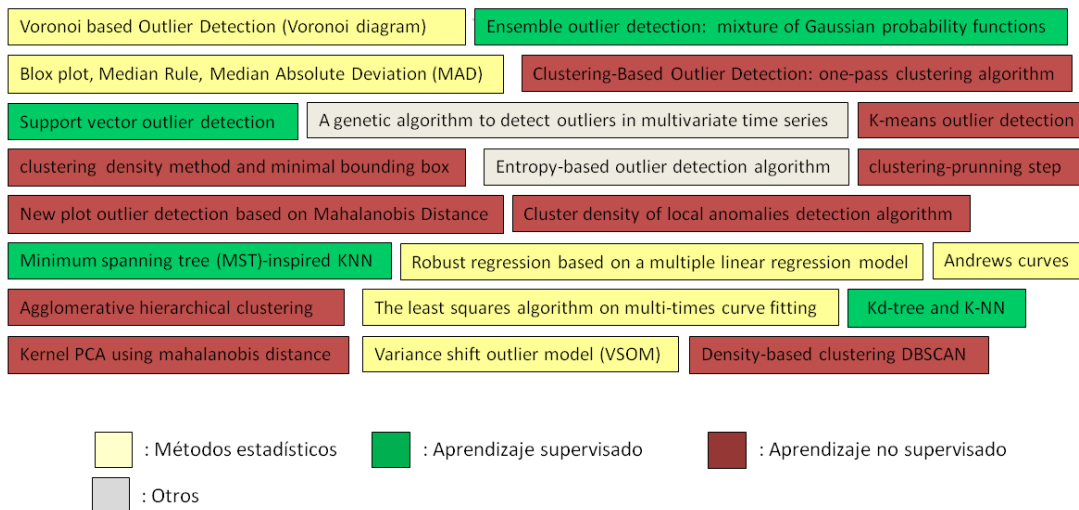 Voronoi based Outlier Detection (Voronoi diagram) Ensemble outlier detection: mixture of Gaussian probability functions
Blox plot, Median Rule, Median Absolute Deviation (MAD) Clustering-Based Outlier Detection: one-pass clustering algorithm
Support vector outlier detection A genetic algorithm to detect outliers in multivariate time series K-means outlier detection
clustering density method and minimal bounding box Entropy-based outlier detection algorithm clustering-prunning step
New plot outlier detection based on Mahalanobis Distance Cluster density of local anomalies detection algorithm
Minimum spanning tree (MST)-inspired KNN Robust regression based on a multiple linear regression model Andrews curves
Agglomerative hierarchical clustering The least squares algorithm on multi-times curve fitting Kd-tree and K-NN
Kernel PCA using mahalanobis distance Variance shift outlier model (VSOM) Density-based clustering DBSCAN
: Métodos estadísticos : Aprendizaje supervisado : Aprendizaje no supervisado
: Otros